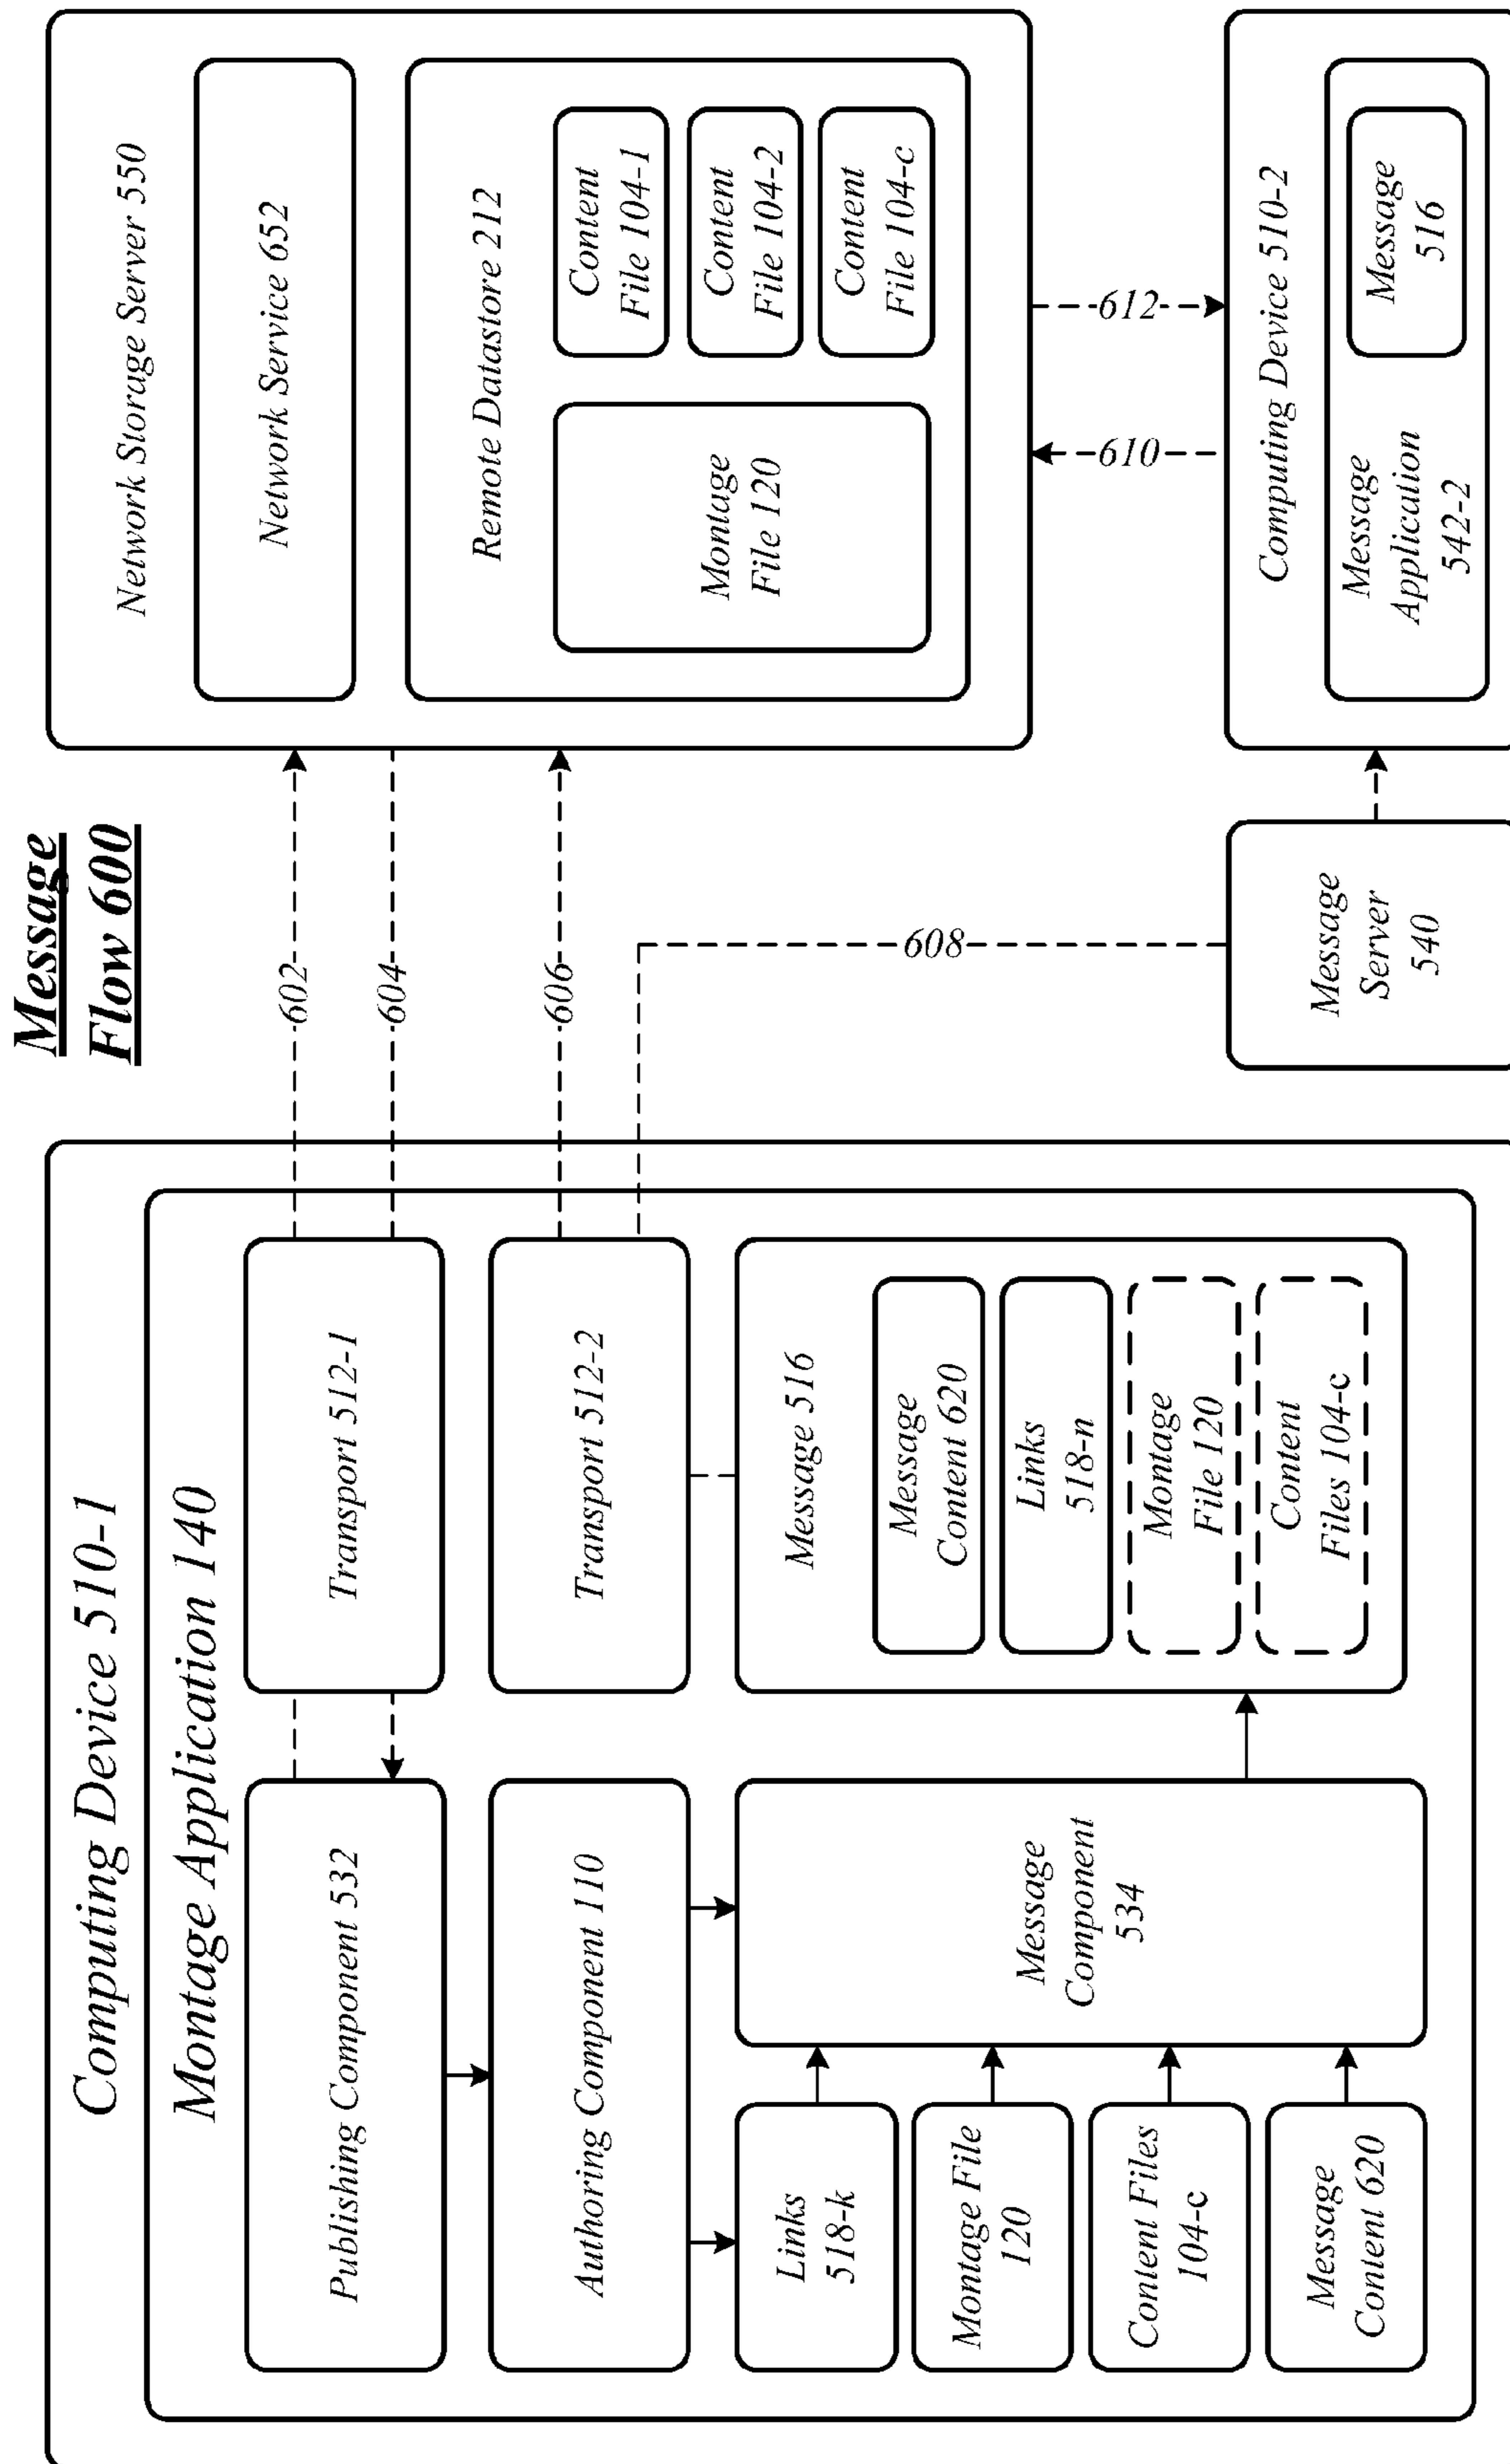 Message
Flow 600
Computing Device 510-1
Montage Application 140
Publishing Component 532
Transport 512-1
Authoring Component 110
Transport 512-2
Links
518-k
Montage File
120
Content Files
104-c
Message
Content 620
Message
Component
534
Message 516
Message
Content 620
Links
518-n
Montage
File 120
Content
Files 104-c
602
604
606
608
Network Storage Server 550
Network Service 652
Remote Datastore 212
Montage
File 120
Content
File 104-1
Content
File 104-2
Content
File 104-c
610
612
Message
Server
540
Computing Device 510-2
Message
Application
542-2
Message
516